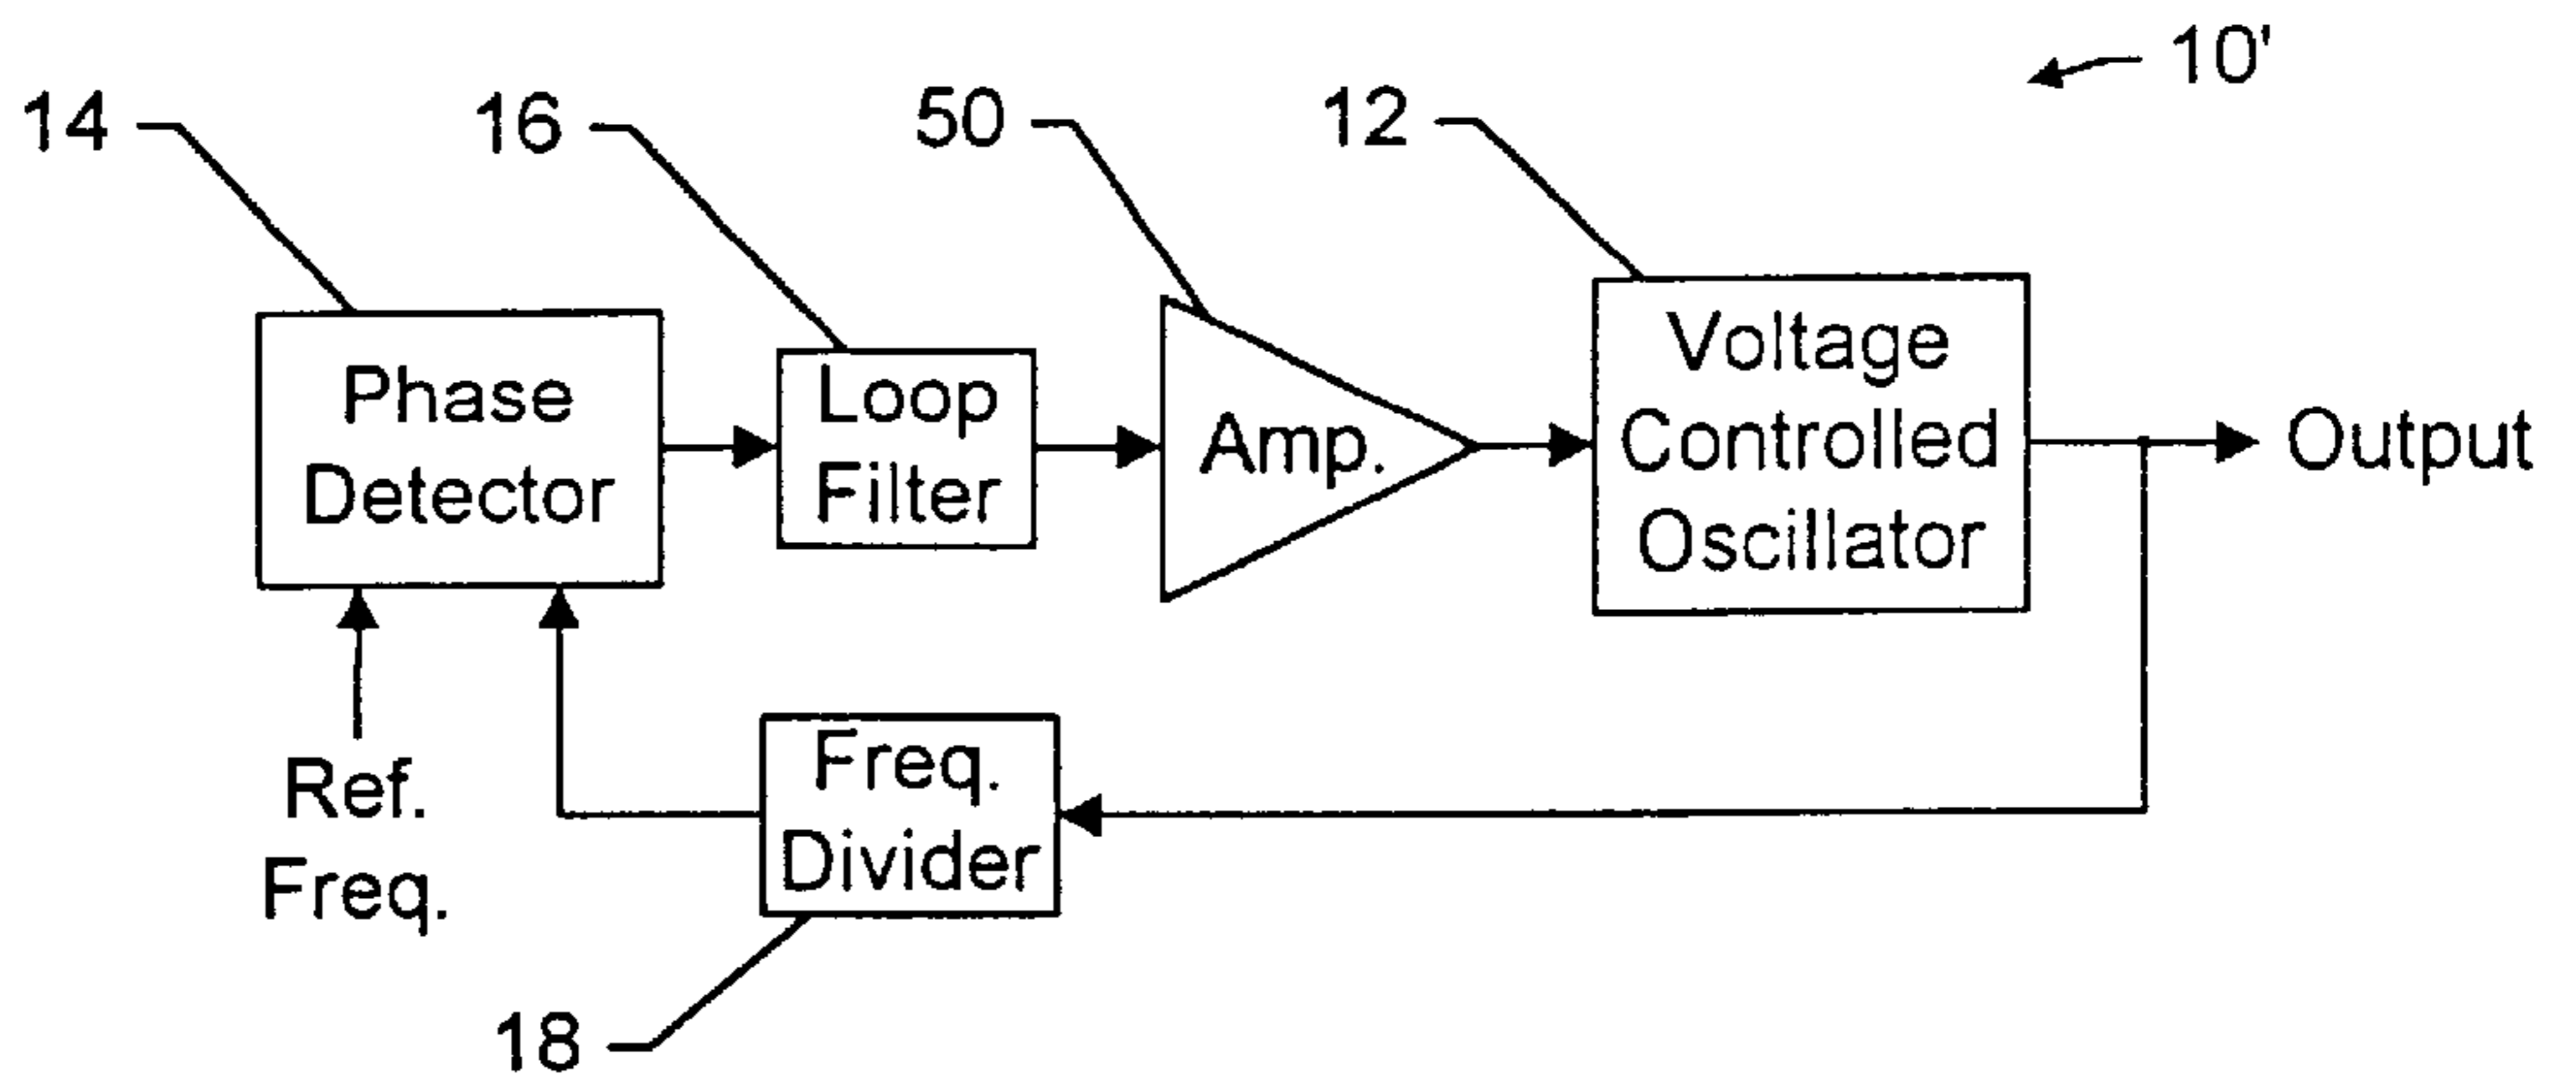 10'
14
16
50
12
Phase
Detector
Loop
Filter
Amp.
Voltage
Controlled
Oscillator
Output
Ref.
Freq.
Freq.
Divider
18